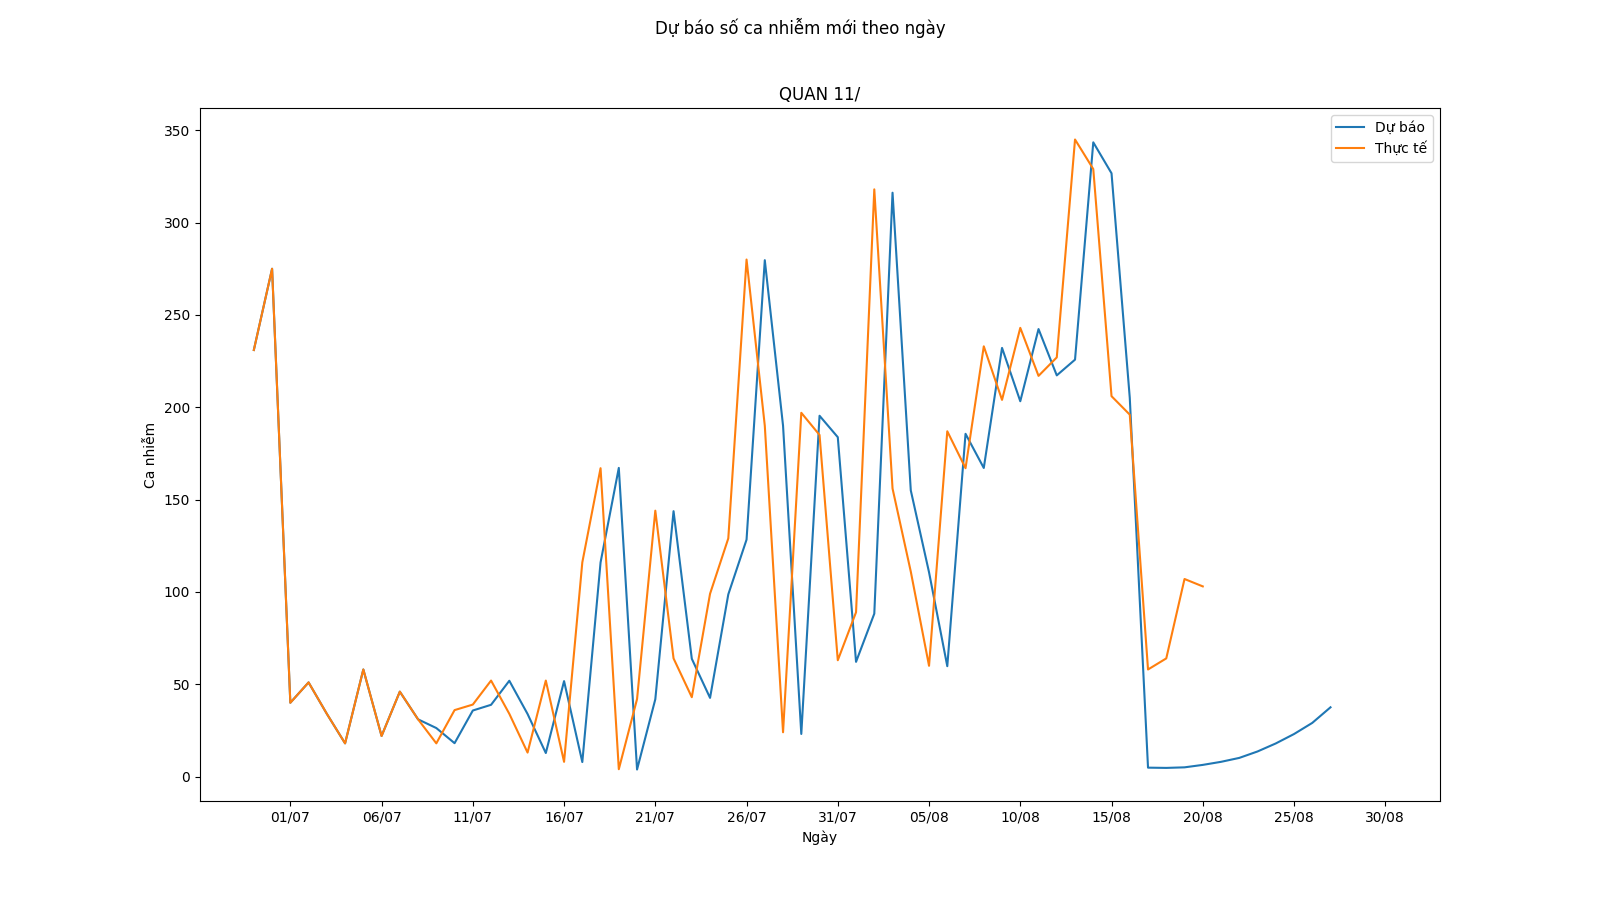 Dự báo số ca nhiễm mới theo ngày
QUAN 11/
Dự báo
Thực tế
350
300
250
200
150
100
50
0
Ca nhiễm
01/07 06/07 11/07 16/07 21/07 26/07 31/07 05/08 10/08 15/08 20/08 25/08 30/08
Ngày